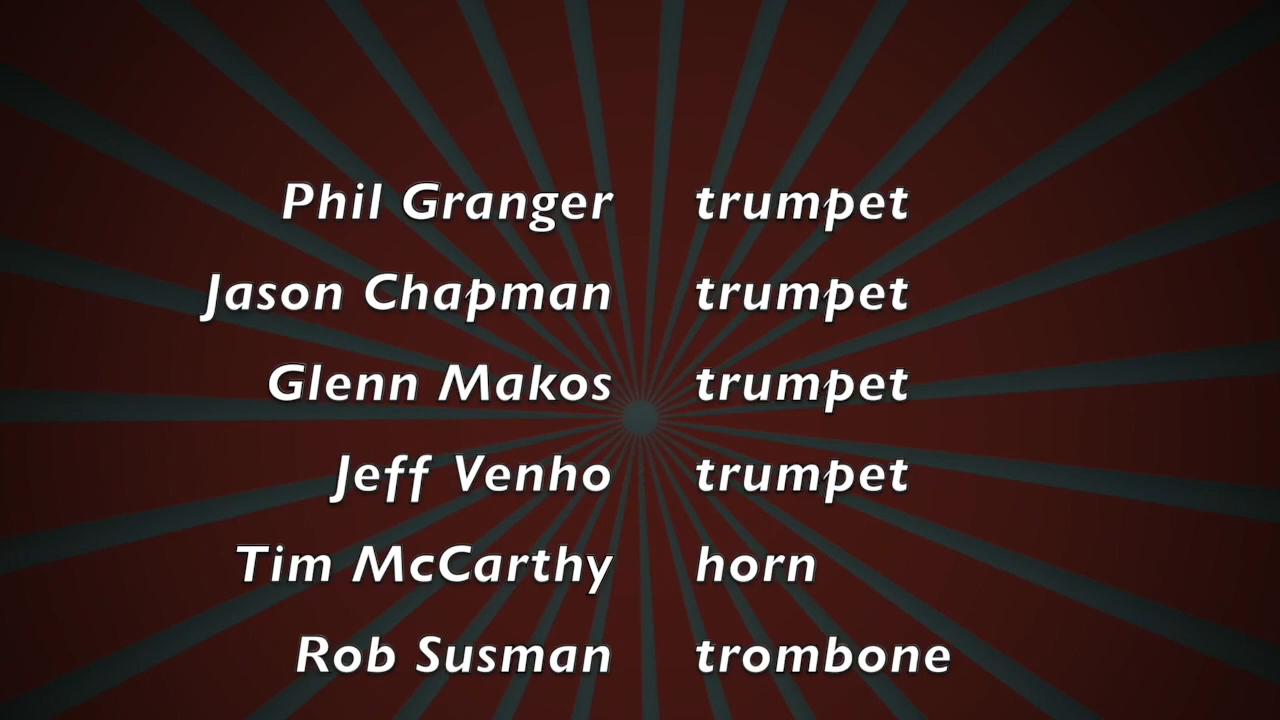 Phil Granger trumpet
Jason Chapman trumpet
Glenn Makos trumpet
Jeff Venho trumpet
Tim McCarthy horn
Rob Susman trombone